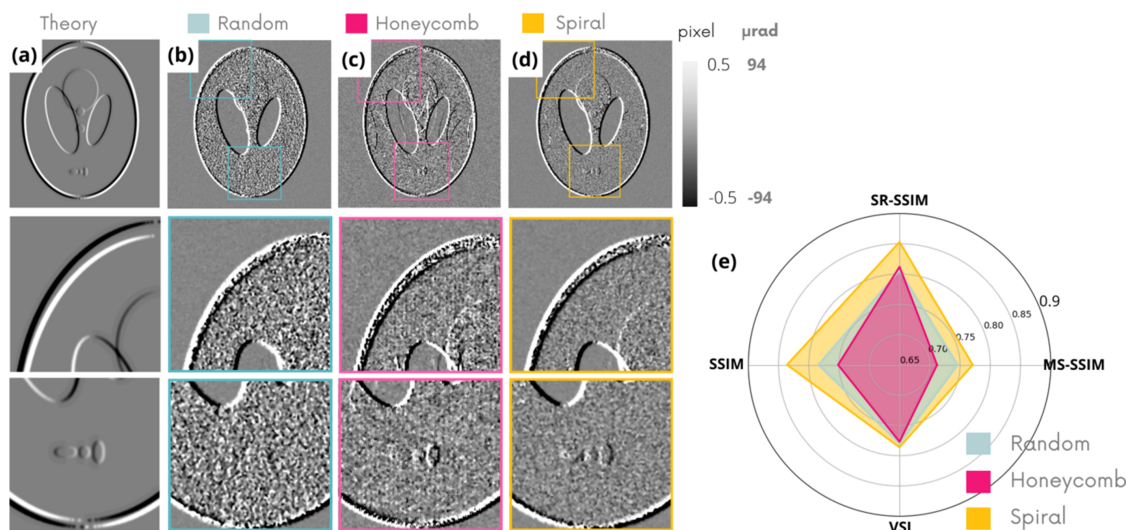 Theory Random Honeycomb Spiral
(a) (b) (c) (d)
pixel µrad
0.5 94
-0.5 -94
(e)
SR-SSIM
0.9
0.85
0.80
0.75
0.70
0.65
SSIM
MS-SSIM
VSI
Random
Honeycomb
Spiral